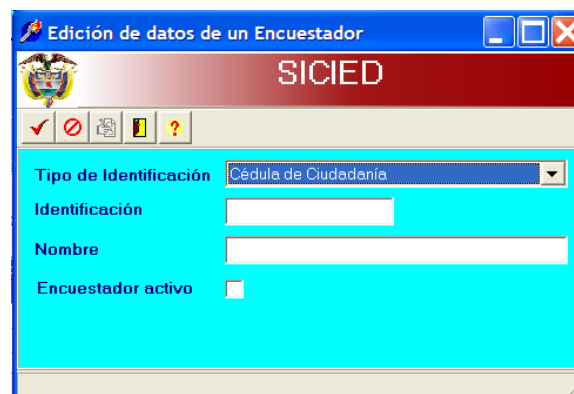 Edición de datos de un Encuestador
SICIED
?
Tipo de Identificación Cédula de Ciudadanía
Identificación
Nombre
Encuestador activo